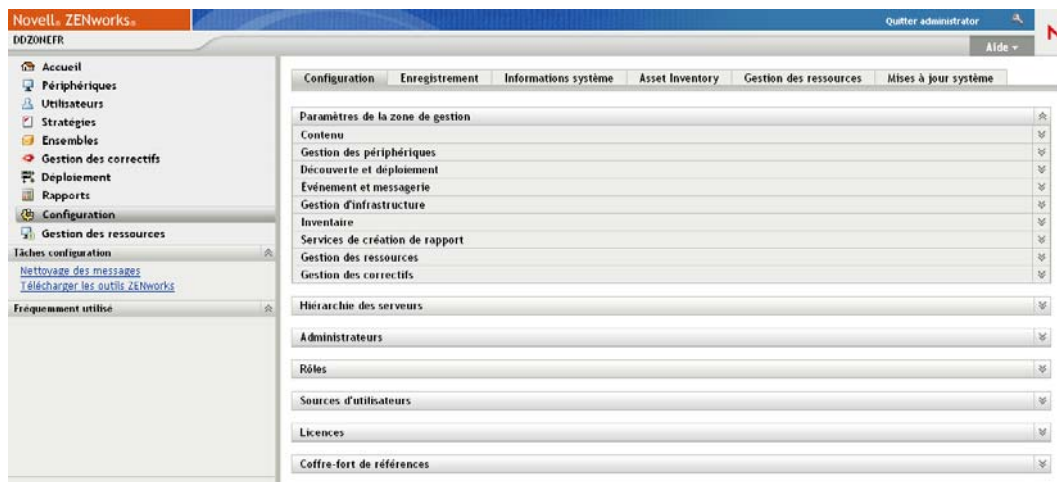 Novell® ZENworks®
Quitter administrator
DDZONEFR
Aide
Accueil
Périphériques
Utilisateurs
Stratégies
Ensembles
Gestion des correctifs
Déploiement
Rapports
Configuration
Gestion des ressources
Tâches configuration
Nettoyage des messages
Télécharger les outils ZENworks
Fréquemment utilisé
Configuration Enregistrement Informations système Asset Inventory Gestion des ressources Mises à jour système
Paramètres de la zone de gestion
Contenu
Gestion des périphériques
Découverte et déploiement
Evénement et messagerie
Gestion d'infrastructure
Inventaire
Services de création de rapport
Gestion des ressources
Gestion des correctifs
Hiérarchie des serveurs
Administrateurs
Rôles
Sources d'utilisateurs
Licences
Coffre-fort de références